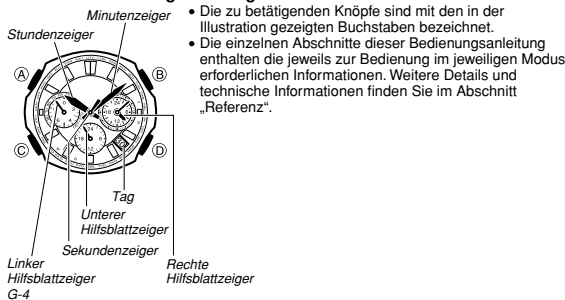 Minutenzeiger
Stundenzeiger
A
B
C
D
Tag
Unterer
Hilfsblattzeiger
Sekundenzeiger
Linker
Hilfsblattzeiger
Rechte
Hilfsblattzeiger
G-4
• Die zu betätigenden Knöpfe sind mit den in der
Illustration gezeigten Buchstaben bezeichnet.
• Die einzelnen Abschnitte dieser Bedienungsanleitung
enthalten die jeweils zur Bedienung im jeweiligen Modus
erforderlichen Informationen. Weitere Details und
technische Informationen finden Sie im Abschnitt
„Referenz“.